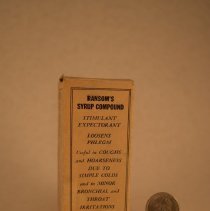 RANSOM'S
SYRUP COMPOUND
STIMULANT
EXPECTORANT
LOOSENS
PHLEGM
Useful in COUGHS
and HOARSENESS
DUE TO
SIMPLE COLDS
and to MINOR
BRONCHIAL and
THROAT
IRRITATIONS